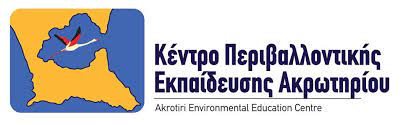 Κέντρο Περιβαλλοντικής
Εκπαίδευσης Ακρωτηρίου
Akrotiri Environmental Education Centre